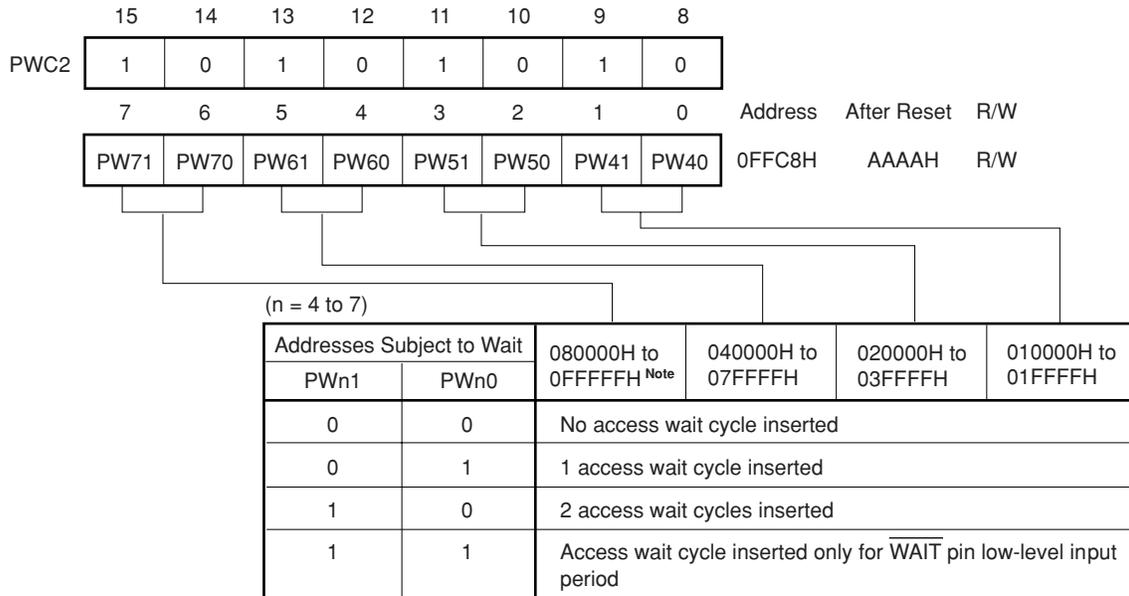 15 14 13 12 11 10 9 8
PWC2 1 0 1 0 1 0 1 0
7 6 5 4 3 2 1 0 Address After Reset R/W
PW71 PW70 PW61 PW60 PW51 PW50 PW41 PW40 0FFC8H AAAAH R/W
(n = 4 to 7)
Addresses Subject to Wait
PWn1 PWn0
080000H to
0FFFFFH Note
040000H to
07FFFFH
020000H to
03FFFFH
010000H to
01FFFFH
0 0 No access wait cycle inserted
0 1 1 access wait cycle inserted
1 0 2 access wait cycles inserted
1 1 Access wait cycle inserted only for WAIT pin low-level input
period